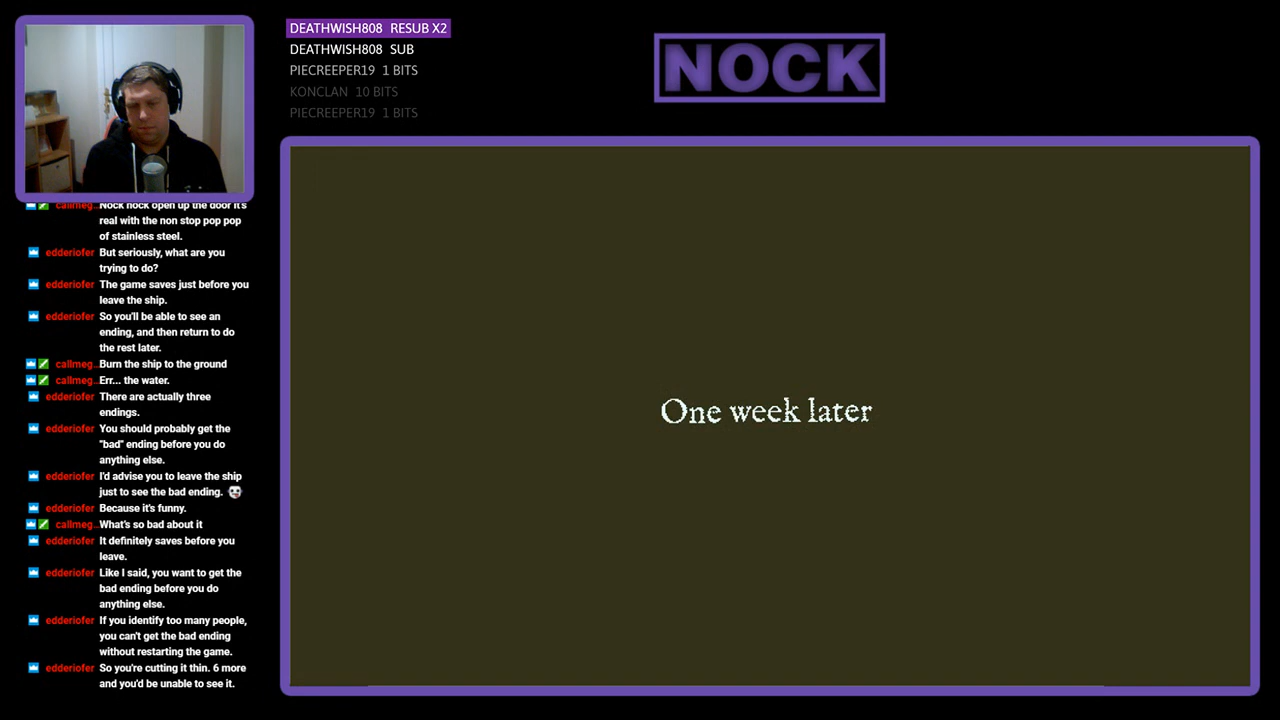 DEATHWISH808 RESUB X2
DEATHWISH808 SUB
PIECREEPER19 1 BITS
KONCLAN 10 BITS
PIECREEPER19 1 BITS
NOCK
callmeg... Nock nock open up the door it's
real with the non stop pop pop
of stainless steel.
edderiofer But seriously, what are you
trying to do?
edderiofer The game saves just before you
leave the ship.
edderiofer So you'll be able to see an
ending, and then return to do
the rest later.
callmeg... Burn the ship to the ground
callmeg... Err... the water.
edderiofer There are actually three
endings.
edderiofer You should probably get the
"bad" ending before you do
anything else.
edderiofer I'd advise you to leave the ship
just to see the bad ending.
edderiofer Because it's funny.
callmeg... What's so bad about it
edderiofer It definitely saves before you
leave.
edderiofer Like I said, you want to get the
bad ending before you do
anything else.
edderiofer If you identify too many people,
you can't get the bad ending
without restarting the game.
edderiofer So you're cutting it thin. 6 more
and you'd be unable to see it.
One week later